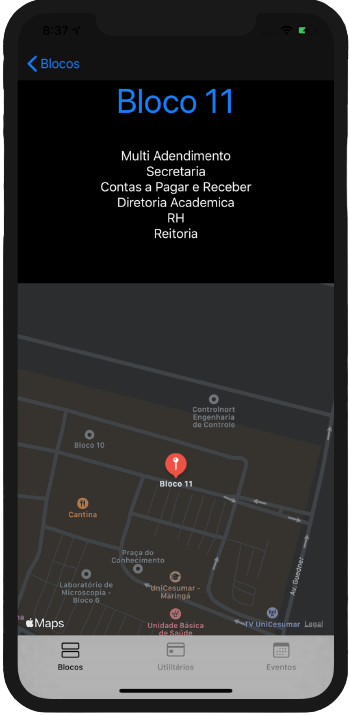 8:37
Blocos
Bloco 11
Multi Adendimento
Secretaria
Contas a Pagar e Receber
Diretoria Academica
RH
Reitoria
Controlnort
Engenharia
de Controle
Bloco 10
Bloco 11
Cantina
Praça do
Conhecimento
Av. Guedner
Laboratório de
Microscopia -
Bloco 6
UniCesumar -
Maringá
Unidade Básica
de Saúde
TV UniCesumar
Legal
Maps
Blocos
Utilitários
Eventos